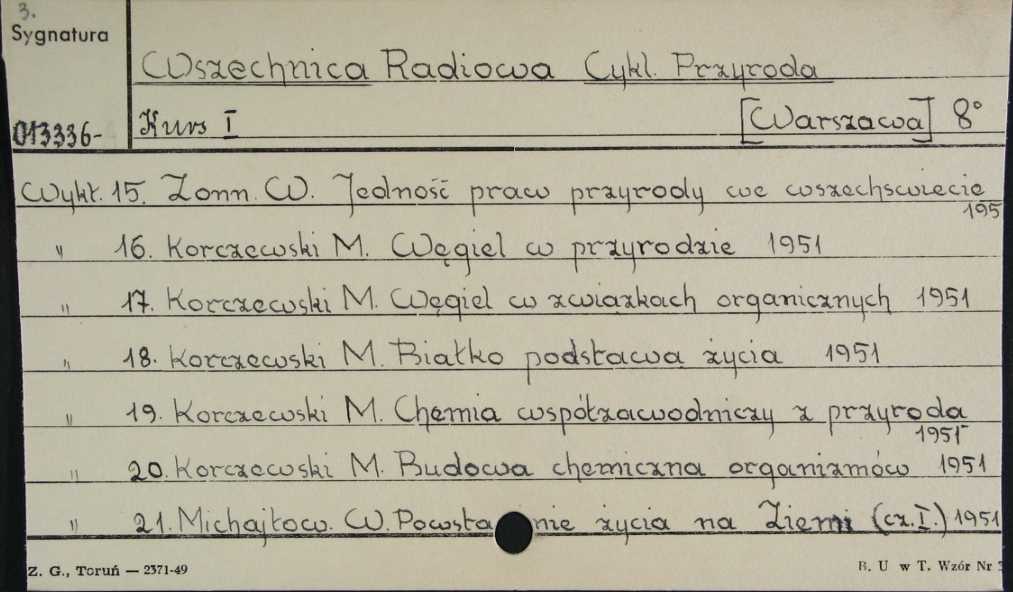 3.
Sygnatura
Wszechnica Radiowa Cykl. Przyroda
013336-
Kurs I [Warszawa] 8°
Wykł. 15. Zonn. W. Jedność praw przyrody we wszechswiecie
195
" 16. Korczewski M. Węgiel w przyrodzie 1951
" 17. Korczewski M. Węgiel w związkach organicznych 1951
" 18. Korczewski M. Białko podstawą życia 1951
" 19. Korczewski M. Chemia współzawodniczy z przyrodą
1951
" 20. Korczewski M. Budowa chemiczna organizmów 1951
" 21. Michajłow. W. Powsta nie życia na Ziemi (cz. I.) 1951
Z. G., Toruń — 2371-49
B. U w T. Wzór Nr